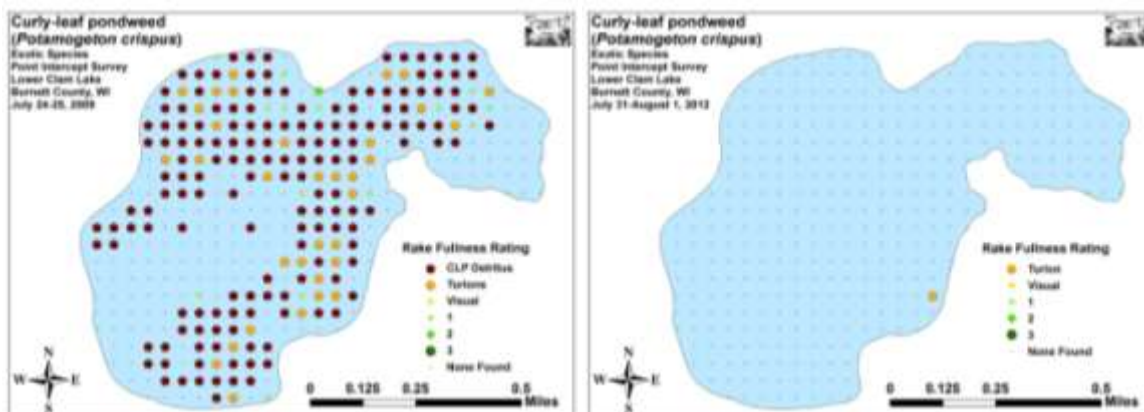 Curly-leaf pondweed
(Potamogeton crispus)
Exotic Species
Point Intercept Survey
Lower Clam Lake
Burnett County, WI
July 24-25, 2009
Rake Fullness Rating
CLP Detritus
Turions
Visual
1
2
3
None Found
N
W E
S
0 0.125 0.25 0.5
Miles
Curly-leaf pondweed
(Potamogeton crispus)
Exotic Species
Point Intercept Survey
Lower Clam Lake
Burnett County, WI
July 31-August 1, 2012
Rake Fullness Rating
Turion
Visual
1
2
3
None Found
N
W E
S
0 0.125 0.25 0.5
Miles